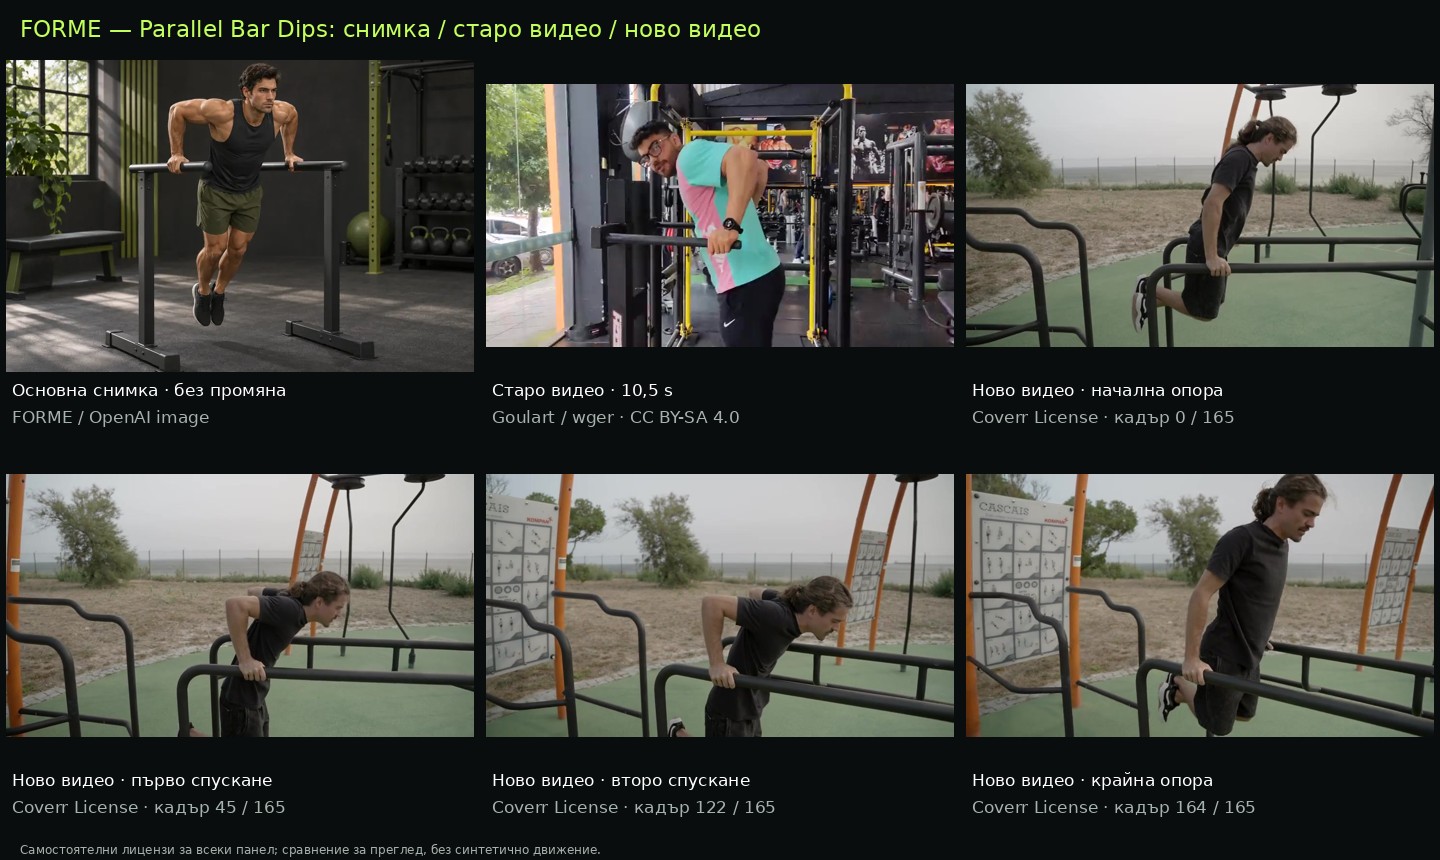 FORME — Parallel Bar Dips: снимка / старо видео / ново видео
Основна снимка · без промяна
FORME / OpenAI image
Старо видео · 10,5 s
Goulart / wger · CC BY-SA 4.0
Ново видео · начална опора
Coverr License · кадър 0 / 165
CASCAIS
Ново видео · първо спускане
Coverr License · кадър 45 / 165
Ново видео · второ спускане
Coverr License · кадър 122 / 165
Ново видео · крайна опора
Coverr License · кадър 164 / 165
Самостоятелни лицензи за всеки панел; сравнение за преглед, без синтетично движение.